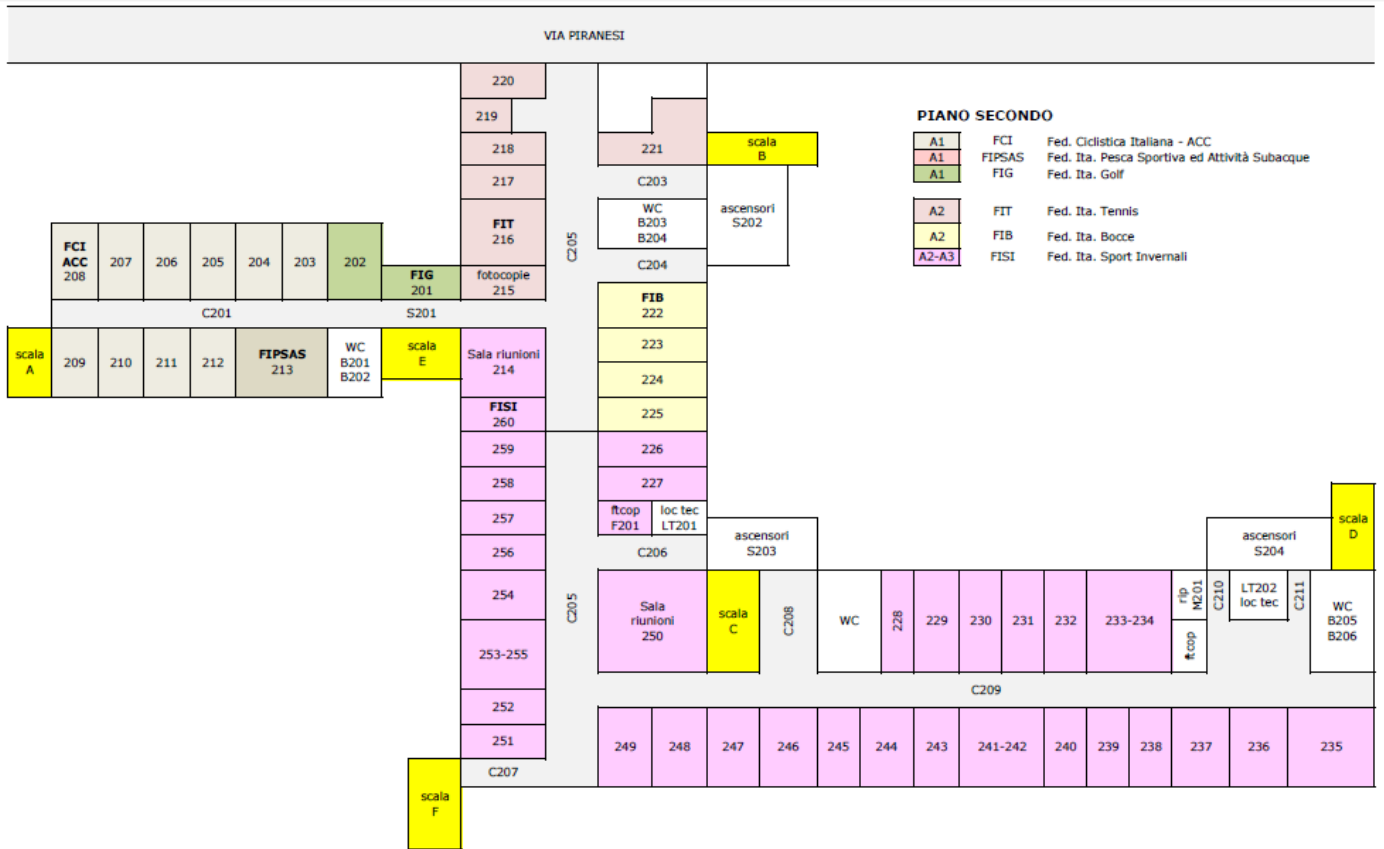 VIA PIRANESI
220
219
218
217
FIT
216
fotocopie
215
C205
221
C203
WC
B203
B204
C204
scala
B
ascensori
S202
PIANO SECONDO
A1 FCI Fed. Ciclistica Italiana - ACC
A1 FIPSAS Fed. Ita. Pesca Sportiva ed Attività Subacque
A1 FIG Fed. Ita. Golf
A2 FIT Fed. Ita. Tennis
A2 FIB Fed. Ita. Bocce
A2-A3 FISI Fed. Ita. Sport Invernali
FCI
ACC
208
207
206
205
204
203
202
FIG
201
C201
S201
scala
A
209
210
211
212
FIPSAS
213
WC
B201
B202
scala
E
Sala riunioni
214
FISI
260
FIB
222
223
224
225
259
258
257
256
254
253-255
252
251
C207
scala
F
C205
226
227
ftcop
F201
loc tec
LT201
C206
ascensori
S203
Sala
riunioni
250
scala
C
C208
WC
228
229
230
231
232
233-234
rip
M201
ftcop
C210
ascensori
S204
LT202
loc tec
C211
scala
D
WC
B205
B206
C209
249
248
247
246
245
244
243
241-242
240
239
238
237
236
235